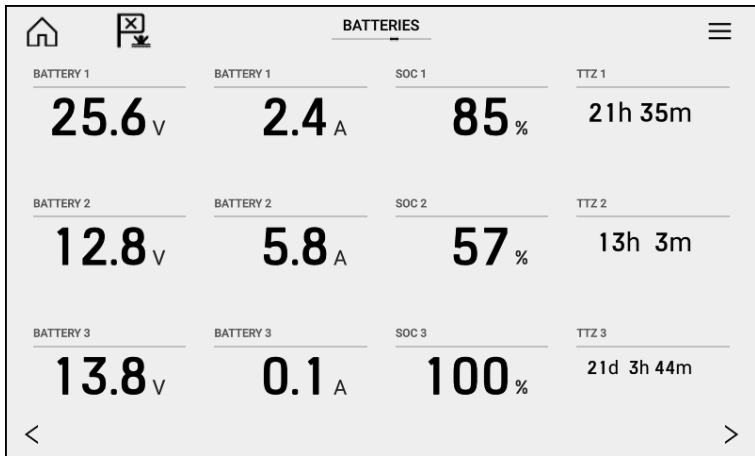 BATTERIES
BATTERY 1 BATTERY 1 SOC 1 TTZ 1
25.6 V 2.4 A 85 % 21h 35m
BATTERY 2 BATTERY 2 SOC 2 TTZ 2
12.8 V 5.8 A 57 % 13h 3m
BATTERY 3 BATTERY 3 SOC 3 TTZ 3
13.8 V 0.1 A 100 % 21d 3h 44m